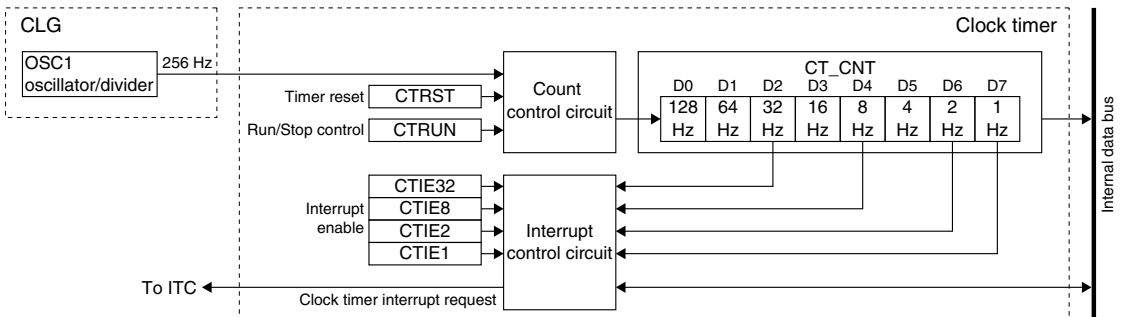 CLG
Clock timer
OSC1
oscillator/divider
256 Hz
Timer reset
CTRST
Run/Stop control
CTRUN
Count
control circuit
CT_CNT
D0 D1 D2 D3 D4 D5 D6 D7
128 64 32 16 8 4 2 1
Hz Hz Hz Hz Hz Hz Hz Hz
Internal data bus
Interrupt
enable
CTIE32
CTIE8
CTIE2
CTIE1
Interrupt
control circuit
To ITC
Clock timer interrupt request